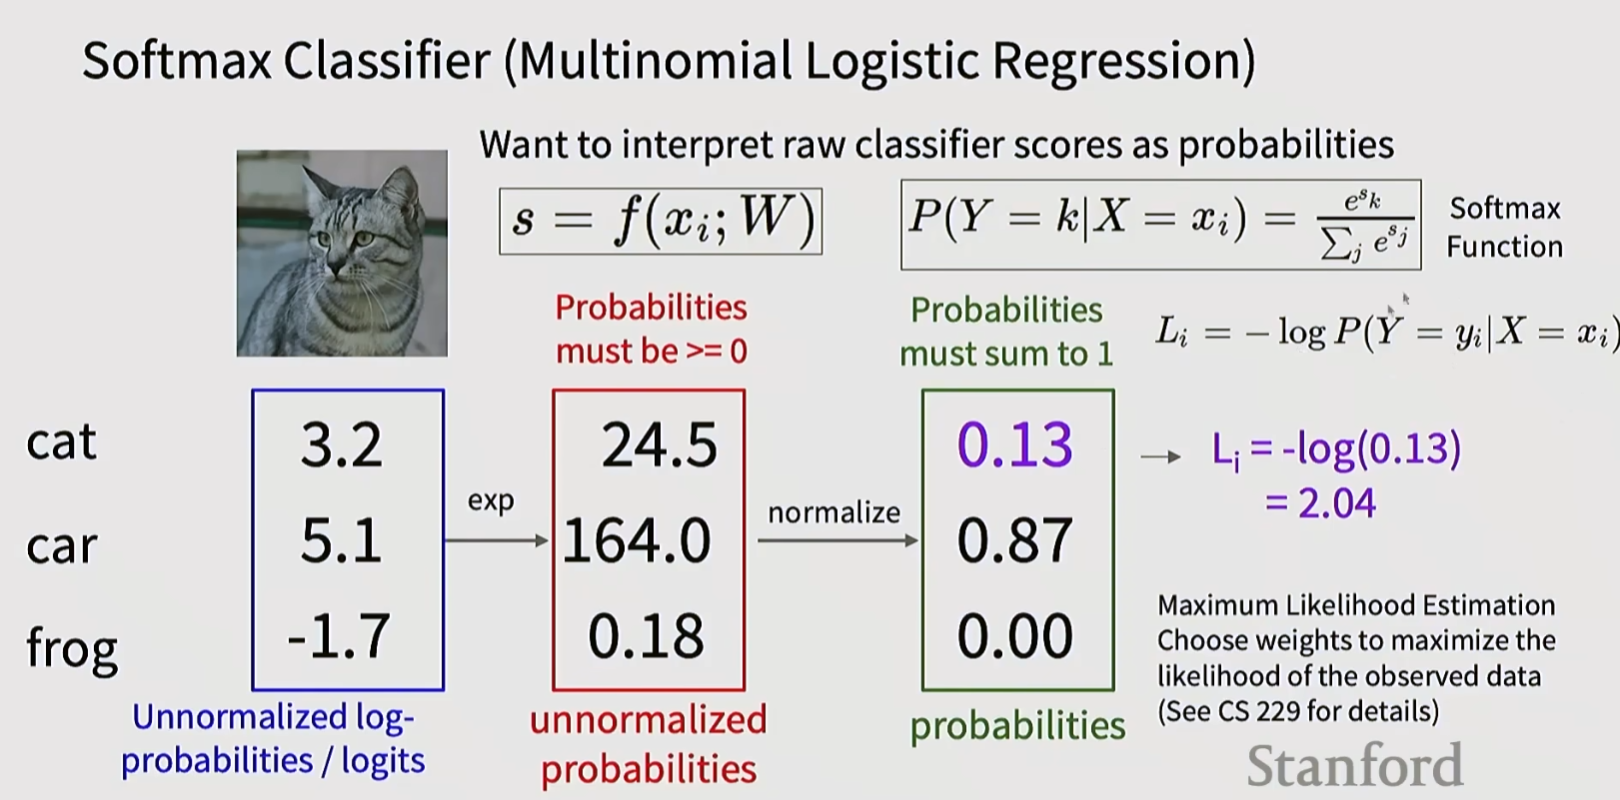 Softmax Classifier (Multinomial Logistic Regression)
Want to interpret raw classifier scores as probabilities
s = f(x_i; W)
P(Y = k|X = x_i) = e^{s_k} / ∑_j e^{s_j}
Softmax
Function
Probabilities
must be >= 0
Probabilities
must sum to 1
L_i = − log P(Y = y_i|X = x_i)
cat 3.2 24.5 0.13 → L_i = -log(0.13)
= 2.04
exp
normalize
car 5.1 164.0 0.87
frog -1.7 0.18 0.00
Unnormalized log-
probabilities / logits
unnormalized
probabilities
probabilities
Maximum Likelihood Estimation
Choose weights to maximize the
likelihood of the observed data
(See CS 229 for details)
Stanford